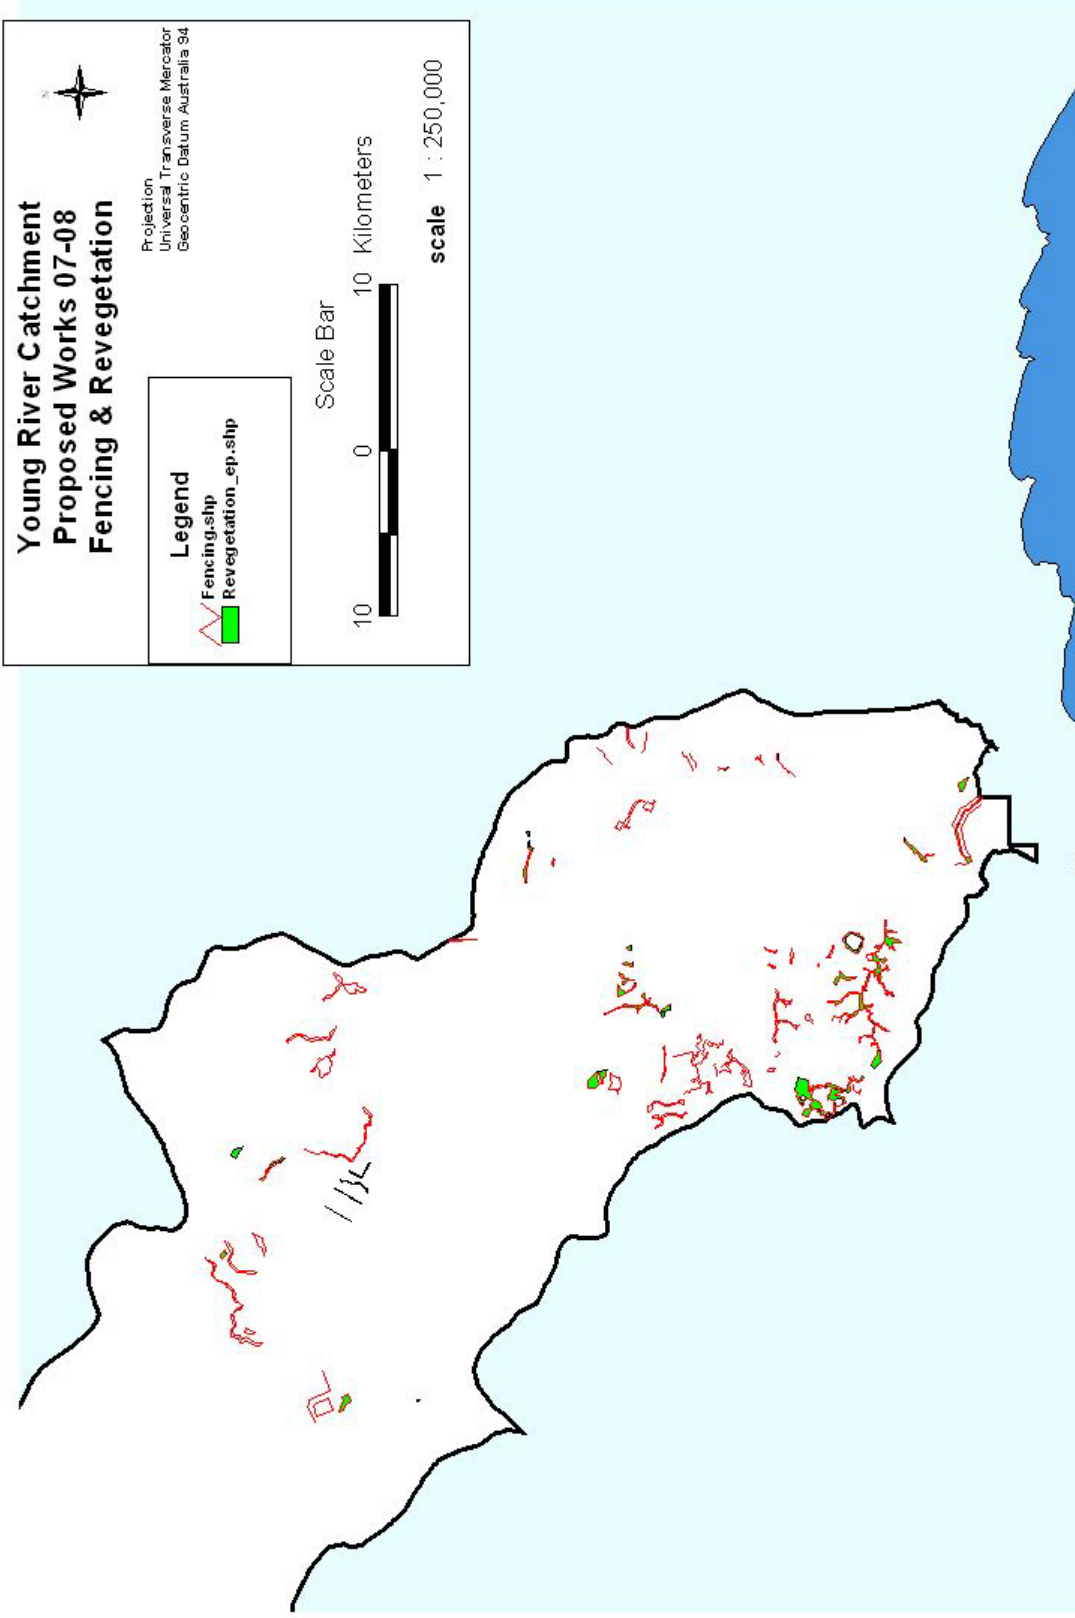 Young River Catchment
Proposed Works 07-08
Fencing & Revegetation
N
Projection
Universal Transverse Mercator
Geocentric Datum Australia 94
Legend
Fencing.shp
Revegetation_ep.shp
Scale Bar
10 0 10 Kilometers
scale 1 : 250,000